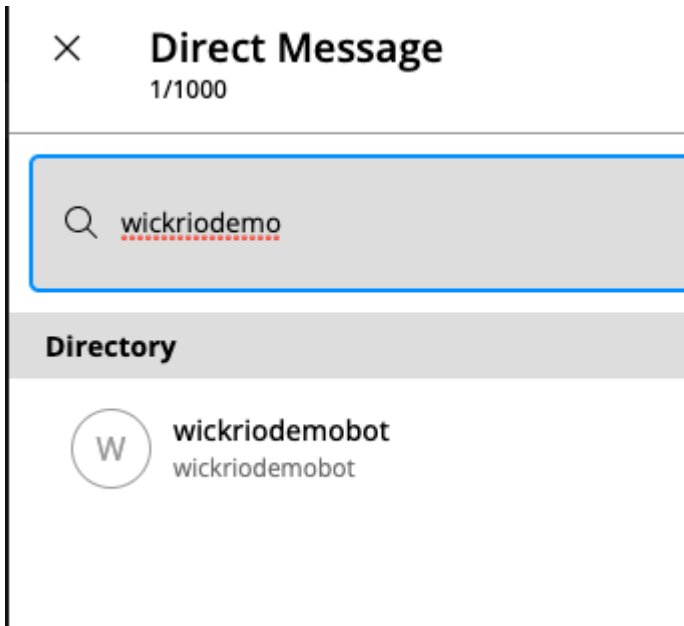 Direct Message
1/1000
wickriodemo
Directory
W
wickriodemobot
wickriodemobot